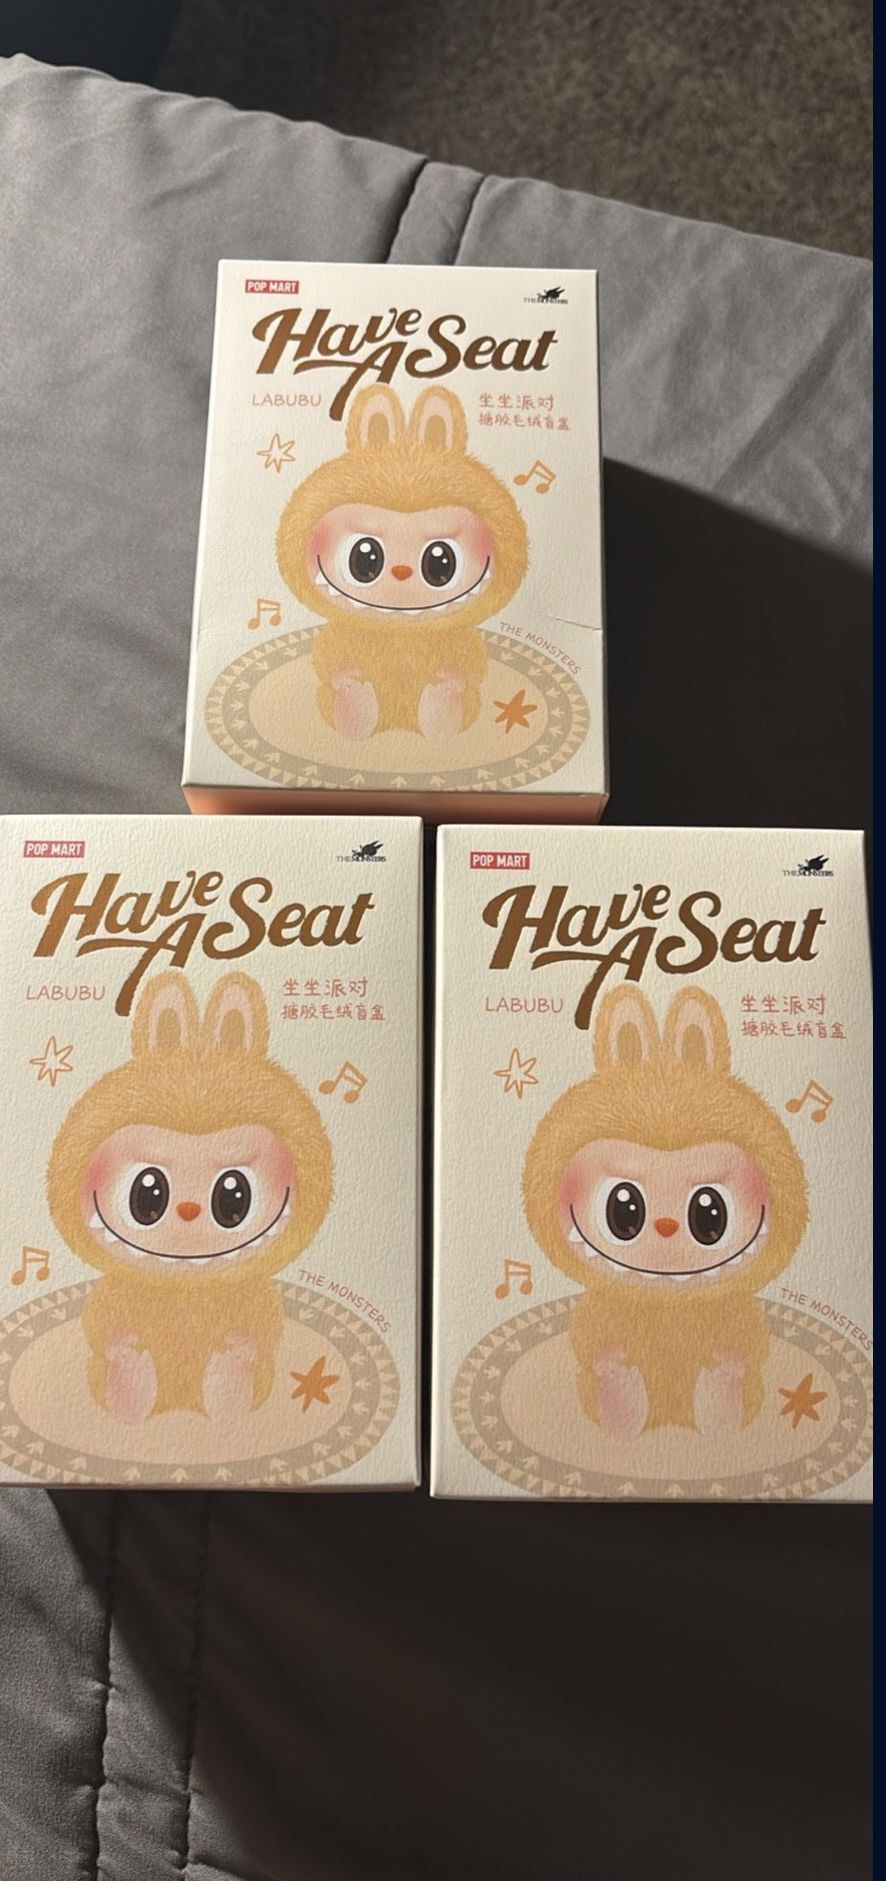 POP MART
THE MONSTERS
Have
A Seat
LABUBU
坐坐派对
搪胶毛绒盲盒
THE MONSTERS
POP MART
THE MONSTERS
Have
A Seat
LABUBU
坐坐派对
搪胶毛绒盲盒
THE MONSTERS
POP MART
THE MONSTERS
Have
A Seat
LABUBU
坐坐派对
搪胶毛绒盲盒
THE MONSTERS